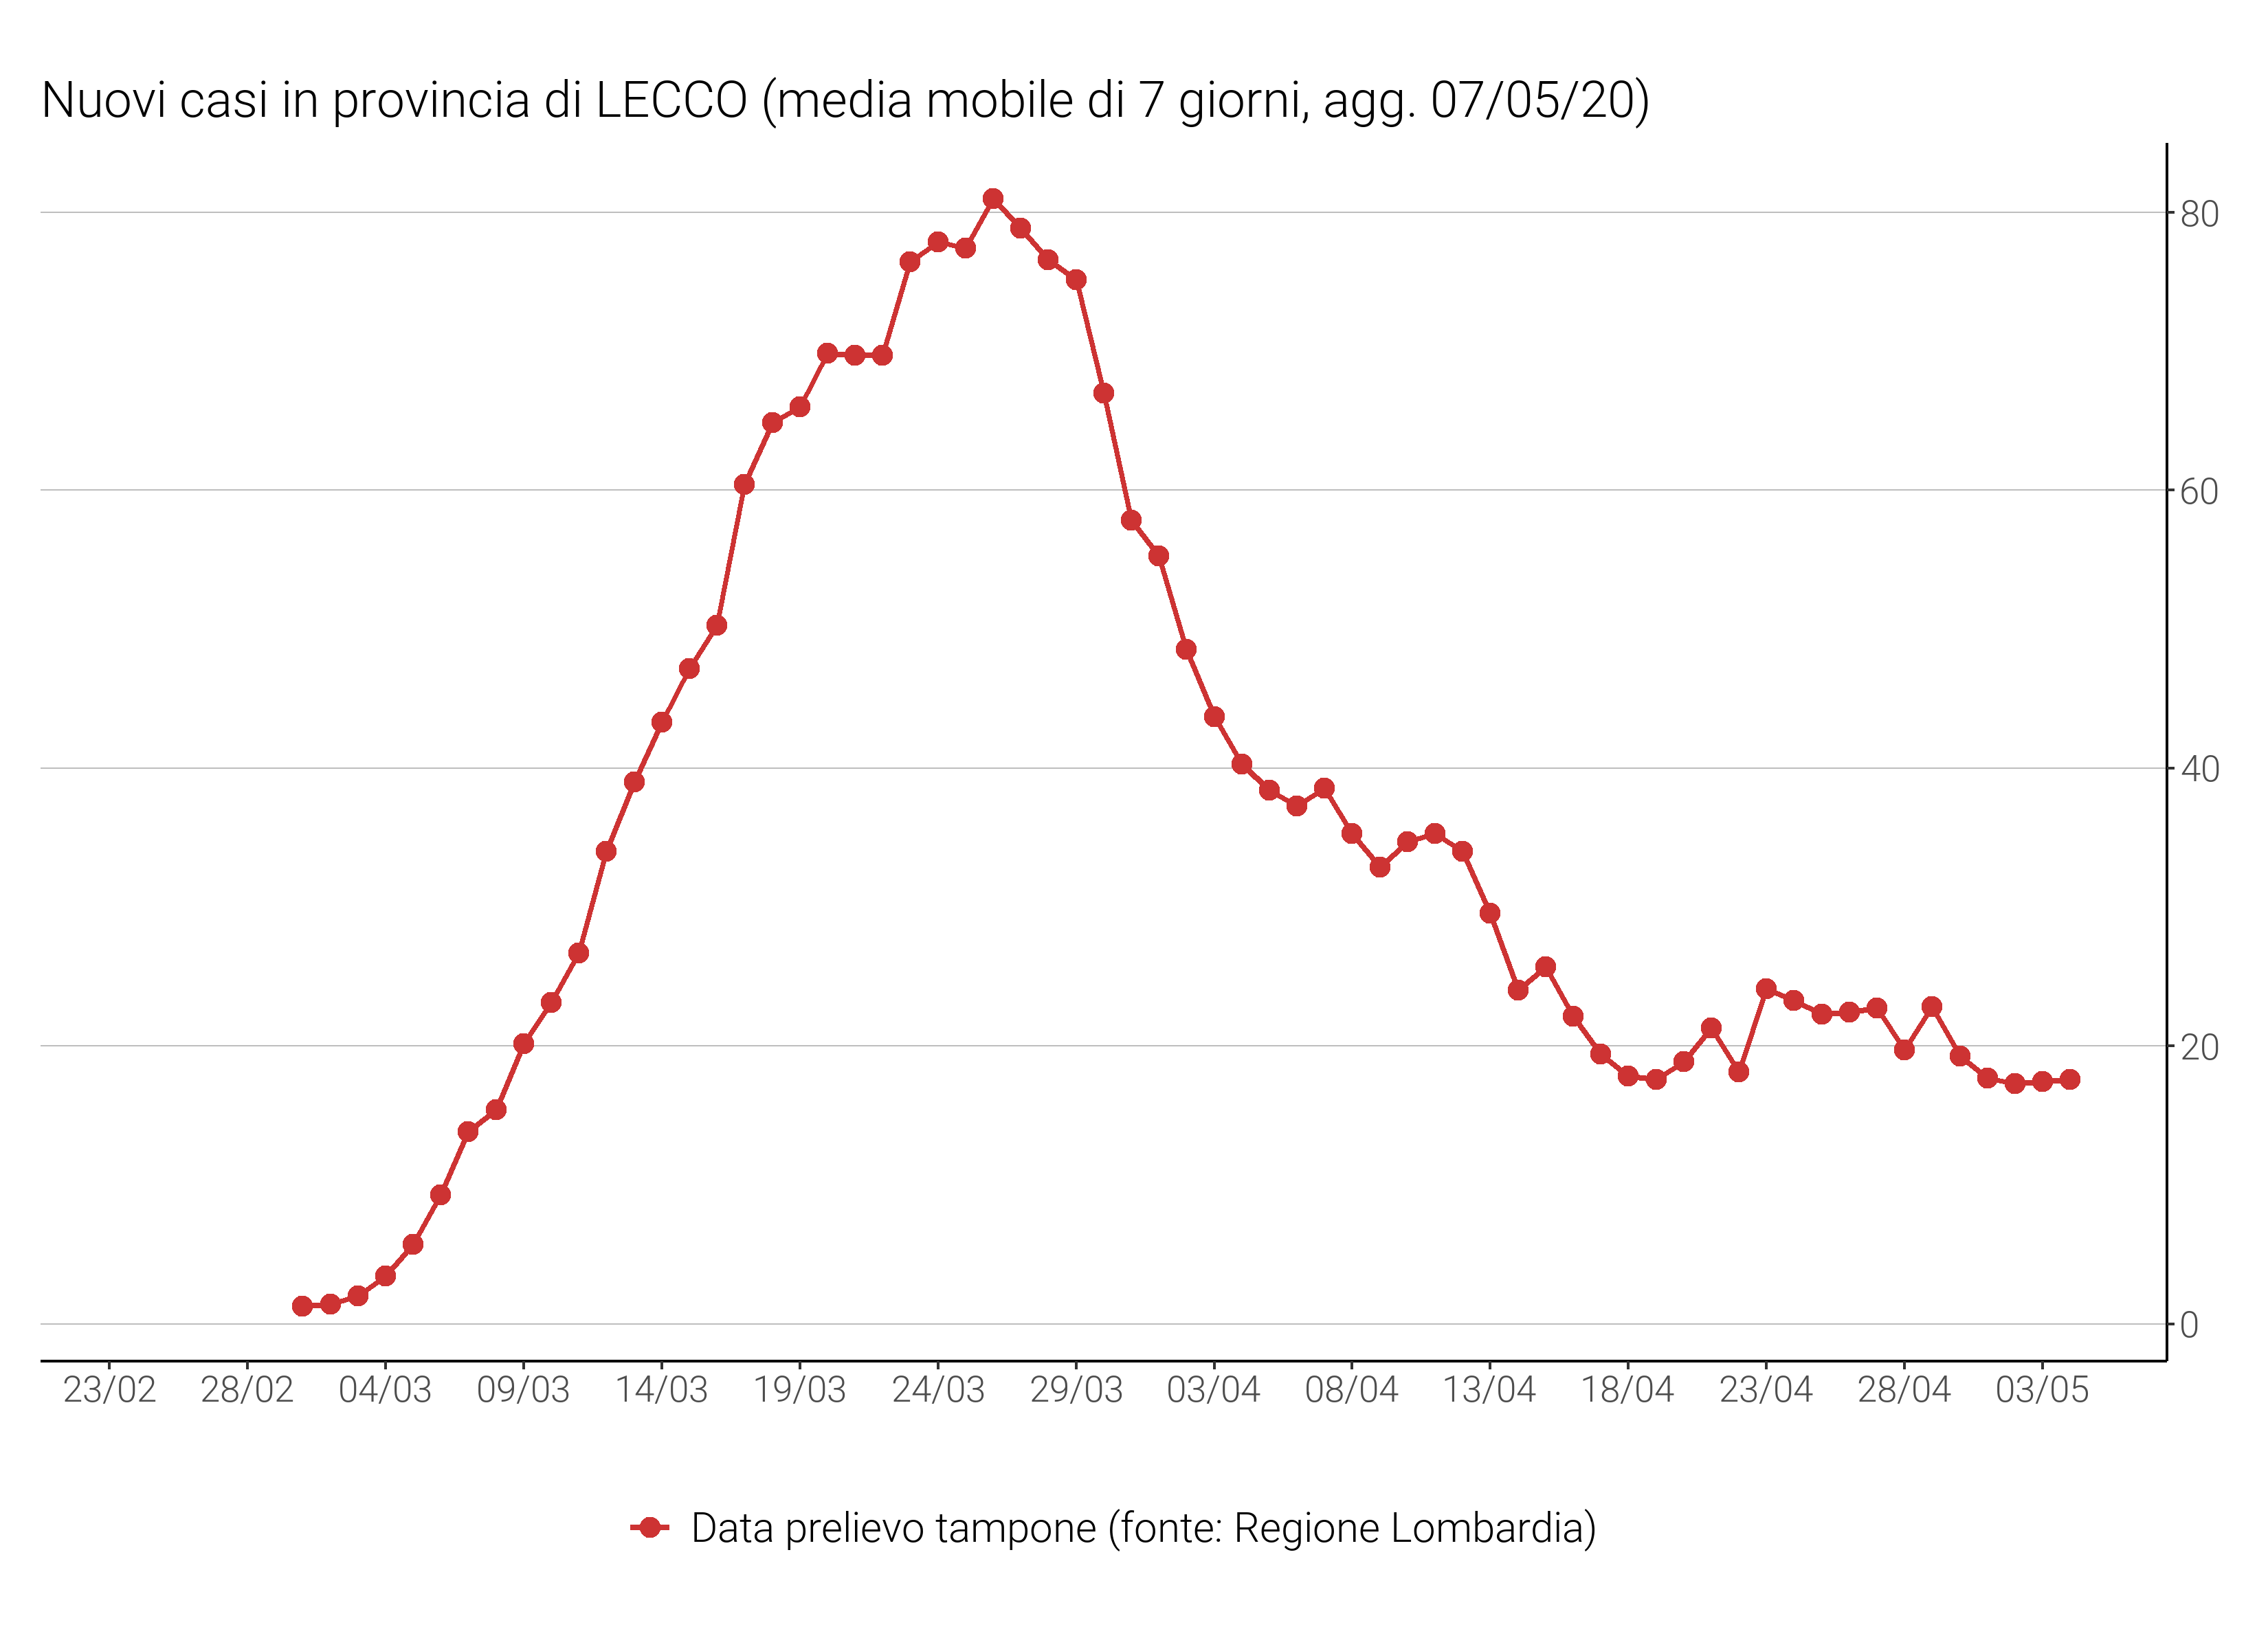 Nuovi casi in provincia di LECCO (media mobile di 7 giorni, agg. 07/05/20)
80
60
40
20
0
23/02 28/02 04/03 09/03 14/03 19/03 24/03 29/03 03/04 08/04 13/04 18/04 23/04 28/04 03/05
Data prelievo tampone (fonte: Regione Lombardia)